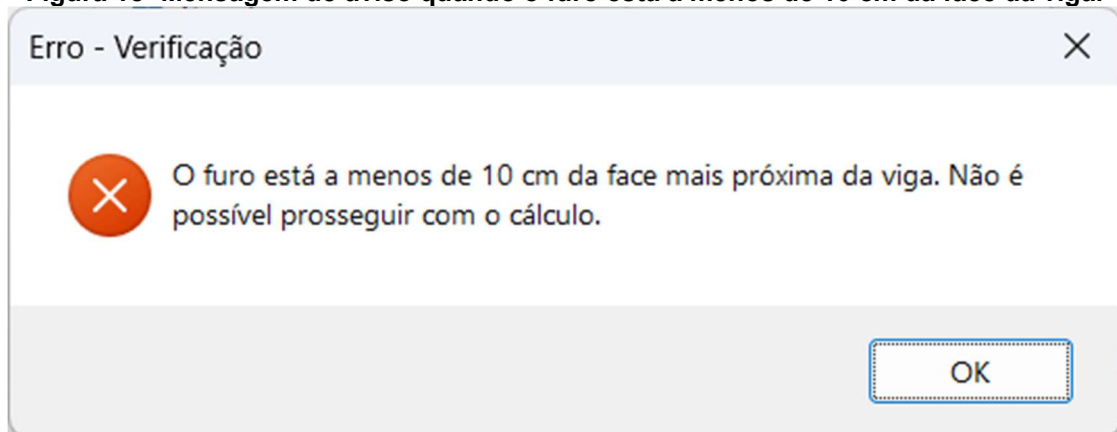 Mensagem de aviso quando o furo está a menos de 10 cm da face da viga.
Erro - Verificação
O furo está a menos de 10 cm da face mais próxima da viga. Não é
possível prosseguir com o cálculo.
OK